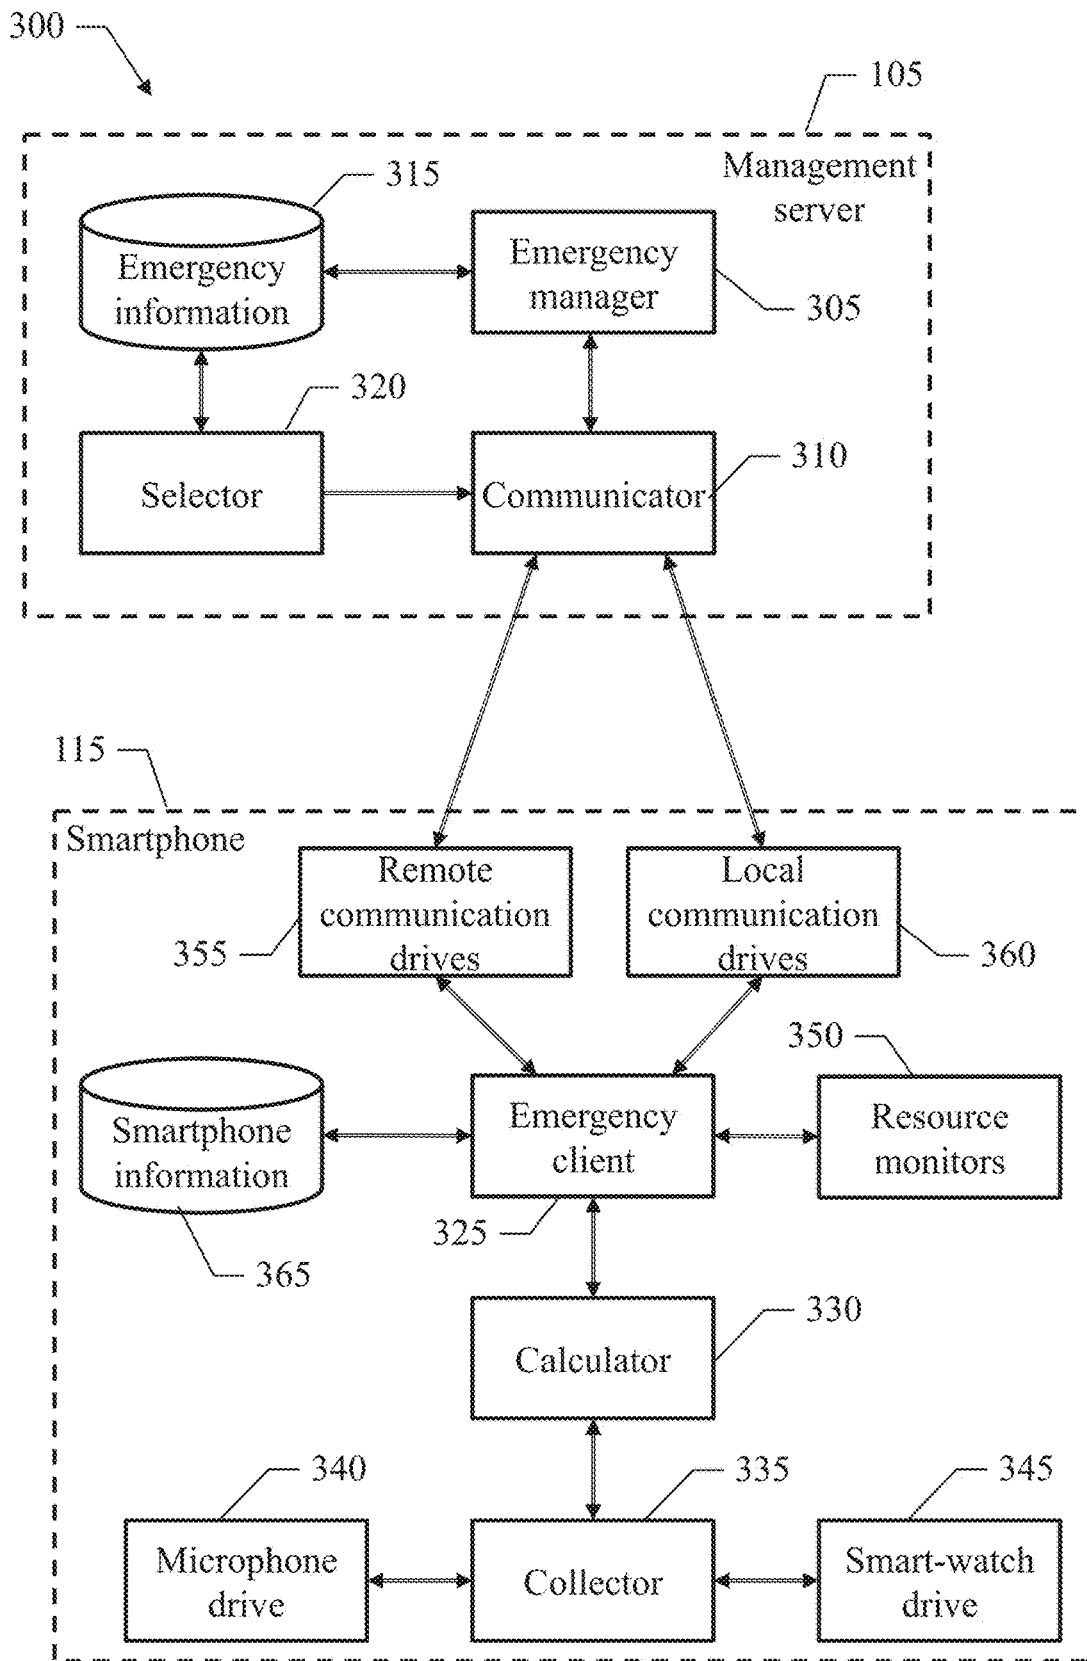 300
105
Management
server
315
Emergency
information
Emergency
manager
305
320
Selector
Communicator
310
115
Smartphone
Remote
communication
drives
355
Local
communication
drives
360
350
Smartphone
information
365
Emergency
client
325
Resource
monitors
330
Calculator
340
335
345
Microphone
drive
Collector
Smart-watch
drive